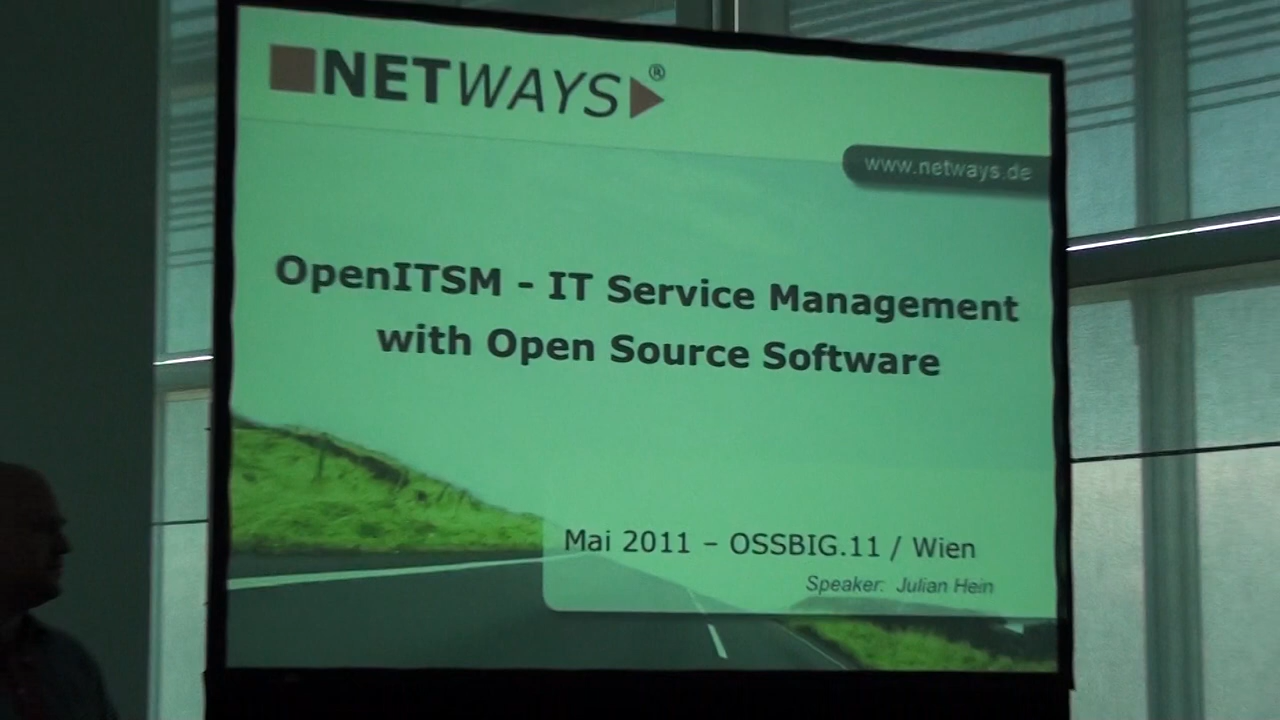 NETWAYS®
www.netways.de
OpenITSM - IT Service Management
with Open Source Software
Mai 2011 – OSSBIG.11 / Wien
Speaker: Julian Hein